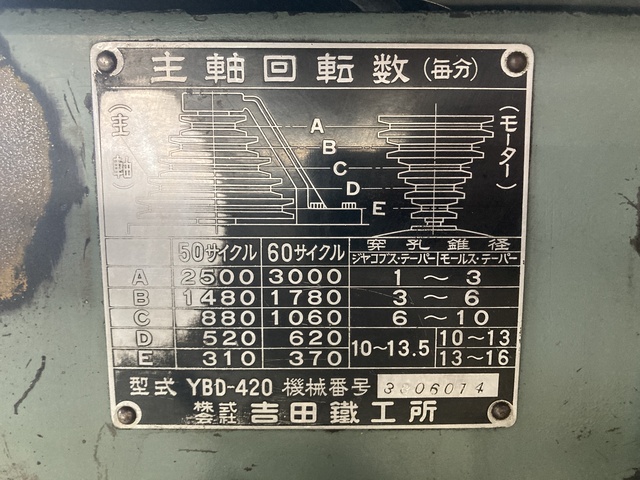 主軸回転数(毎分)
(主軸)
(モーター)
A
B
C
D
E
50サイクル 60サイクル 穿孔錐径
ジャコブス・テーパー モールス・テーパー
A 2500 3000 1～3
B 1480 1780 3～6
C 880 1060 6～10
D 520 620 10～13.5 10～13
E 310 370 13～16
型式 YBD-420 機械番号
株式会社 吉田鐵工所